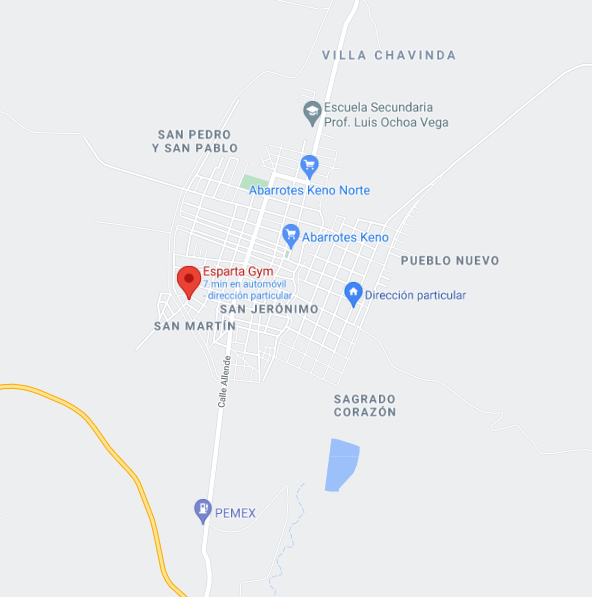 VILLA CHAVINDA
Escuela Secundaria
Prof. Luis Ochoa Vega
SAN PEDRO
Y SAN PABLO
Abarrotes Keno Norte
Abarrotes Keno
PUEBLO NUEVO
Esparta Gym
7 min en automóvil
- dirección particular
Dirección particular
SAN JERÓNIMO
SAN MARTÍN
Calle Allende
SAGRADO
CORAZÓN
PEMEX